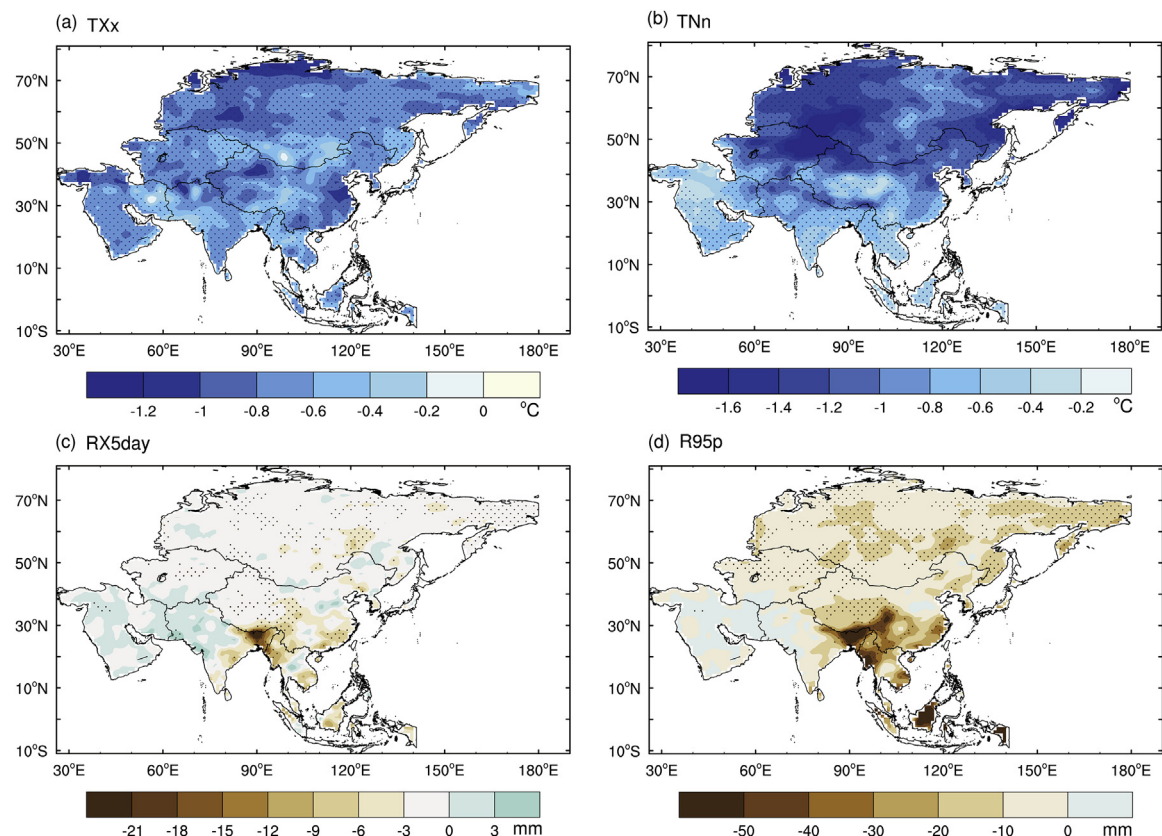 (a) TXx
70°N
50°N
30°N
10°N
10°S
30°E 60°E 90°E 120°E 150°E 180°E
-1.2 -1 -0.8 -0.6 -0.4 -0.2 0 °C
(b) TNn
70°N
50°N
30°N
10°N
10°S
30°E 60°E 90°E 120°E 150°E 180°E
-1.6 -1.4 -1.2 -1 -0.8 -0.6 -0.4 -0.2 °C
(c) RX5day
70°N
50°N
30°N
10°N
10°S
30°E 60°E 90°E 120°E 150°E 180°E
-21 -18 -15 -12 -9 -6 -3 0 3 mm
(d) R95p
70°N
50°N
30°N
10°N
10°S
30°E 60°E 90°E 120°E 150°E 180°E
-50 -40 -30 -20 -10 0 mm